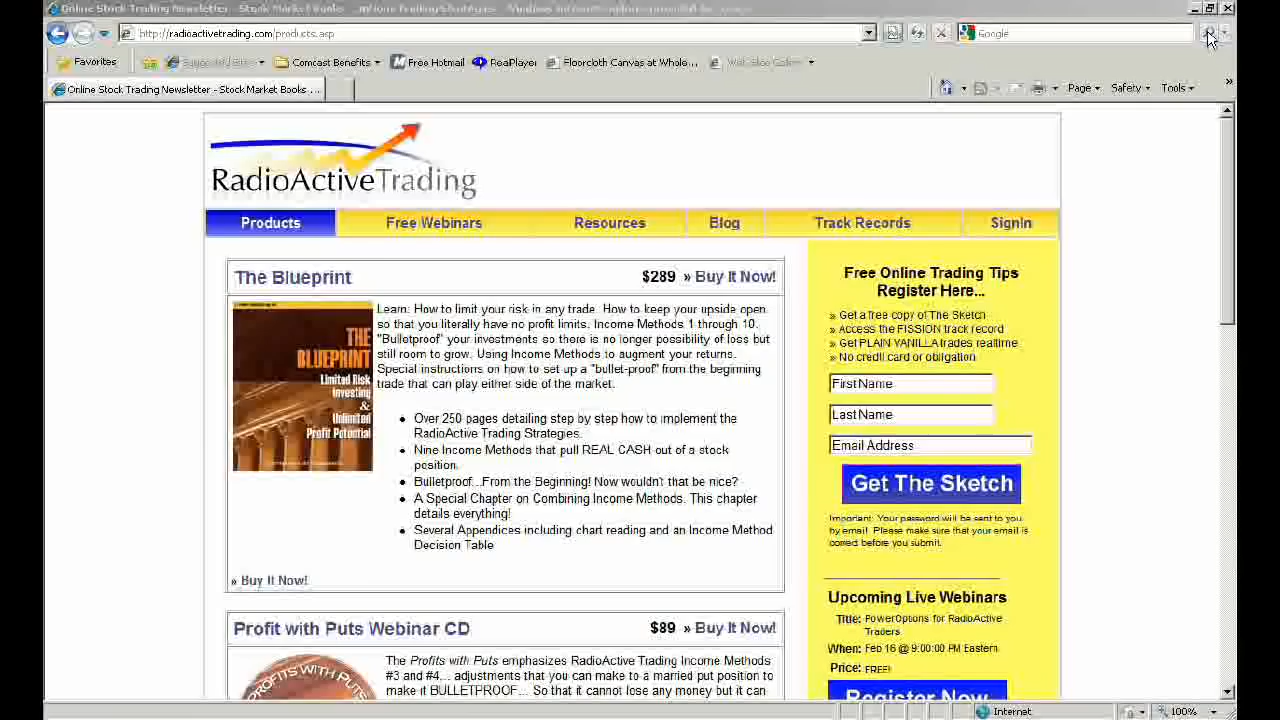 http://radioactivetrading.com/products.asp
Google
Favorites
Comcast Benefits
Free Hotmail
RealPlayer
Floorcloth Canvas at Whole...
Online Stock Trading Newsletter - Stock Market Books ...
Page
Safety
Tools
RadioActiveTrading
Products
Free Webinars
Resources
Blog
Track Records
SignIn
The Blueprint
$289 » Buy It Now!
THE
BLUEPRINT
Limited Risk
Investing
&
Unlimited
Profit Potential
Learn: How to limit your risk in any trade. How to keep your upside open
so that you literally have no profit limits. Income Methods 1 through 10.
"Bulletproof" your investments so there is no longer possibility of loss but
still room to grow. Using Income Methods to augment your returns.
Special instructions on how to set up a "bullet-proof" from the beginning
trade that can play either side of the market.
Over 250 pages detailing step by step how to implement the
RadioActive Trading Strategies.
Nine Income Methods that pull REAL CASH out of a stock
position.
Bulletproof...From the Beginning! Now wouldn't that be nice?
A Special Chapter on Combining Income Methods. This chapter
details everything!
Several Appendices including chart reading and an Income Method
Decision Table
» Buy It Now!
Profit with Puts Webinar CD
$89 » Buy It Now!
PROFITS WITH PUTS
The Profits with Puts emphasizes RadioActive Trading Income Methods
#3 and #4... adjustments that you can make to a married put position to
make it BULLETPROOF... So that it cannot lose any money but it can
Free Online Trading Tips
Register Here...
» Get a free copy of The Sketch
» Access the FISSION track record
» Get PLAIN VANILLA trades realtime
» No credit card or obligation
First Name
Last Name
Email Address
Get The Sketch
Important: Your password will be sent to you
by email. Please make sure that your email is
correct before you submit.
Upcoming Live Webinars
Title: PowerOptions for RadioActive
Traders
When: Feb 16 @ 9:00:00 PM Eastern
Price: FREE!
Register Now
Internet
100%